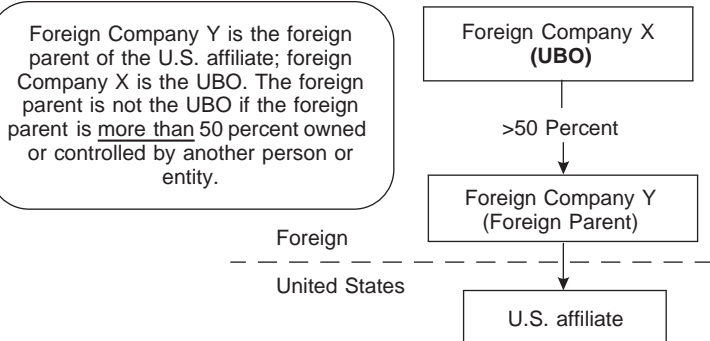 Foreign Company Y is the foreign
parent of the U.S. affiliate; foreign
Company X is the UBO. The foreign
parent is not the UBO if the foreign
parent is more than 50 percent owned
or controlled by another person or
entity.
Foreign Company X
(UBO)
>50 Percent
Foreign Company Y
(Foreign Parent)
Foreign
United States
U.S. affiliate